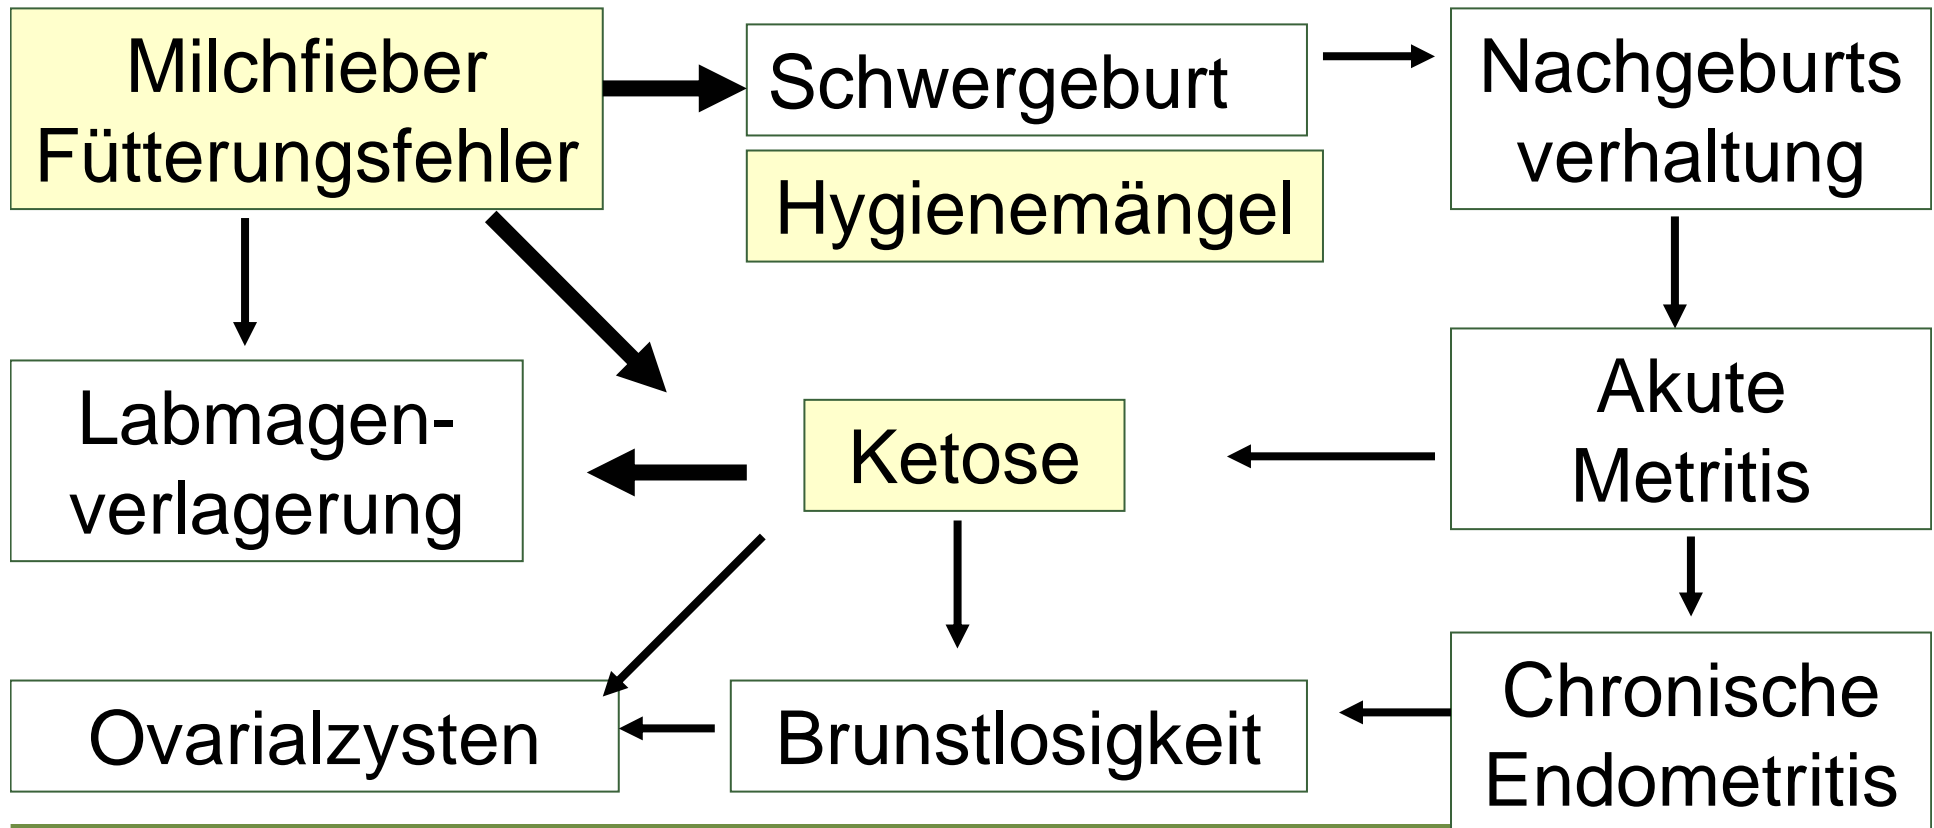 Milchfieber
Fütterungsfehler
Schwergeburt
Hygienemängel
Nachgeburts
verhaltung
Labmagen-
verlagerung
Ketose
Akute
Metritis
Ovarialzysten
Brunstlosigkeit
Chronische
Endometritis